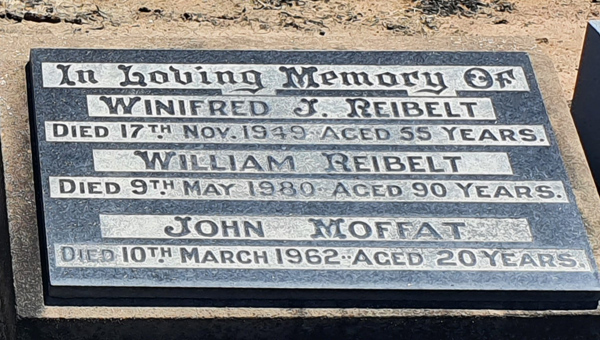 In Loving Memory Of
WINIFRED J. REIBELT
DIED 17TH NOV. 1949 - AGED 55 YEARS.
WILLIAM REIBELT
DIED 9TH MAY 1980 - AGED 90 YEARS.
JOHN MOFFAT
DIED 10TH MARCH 1962 - AGED 20 YEARS.